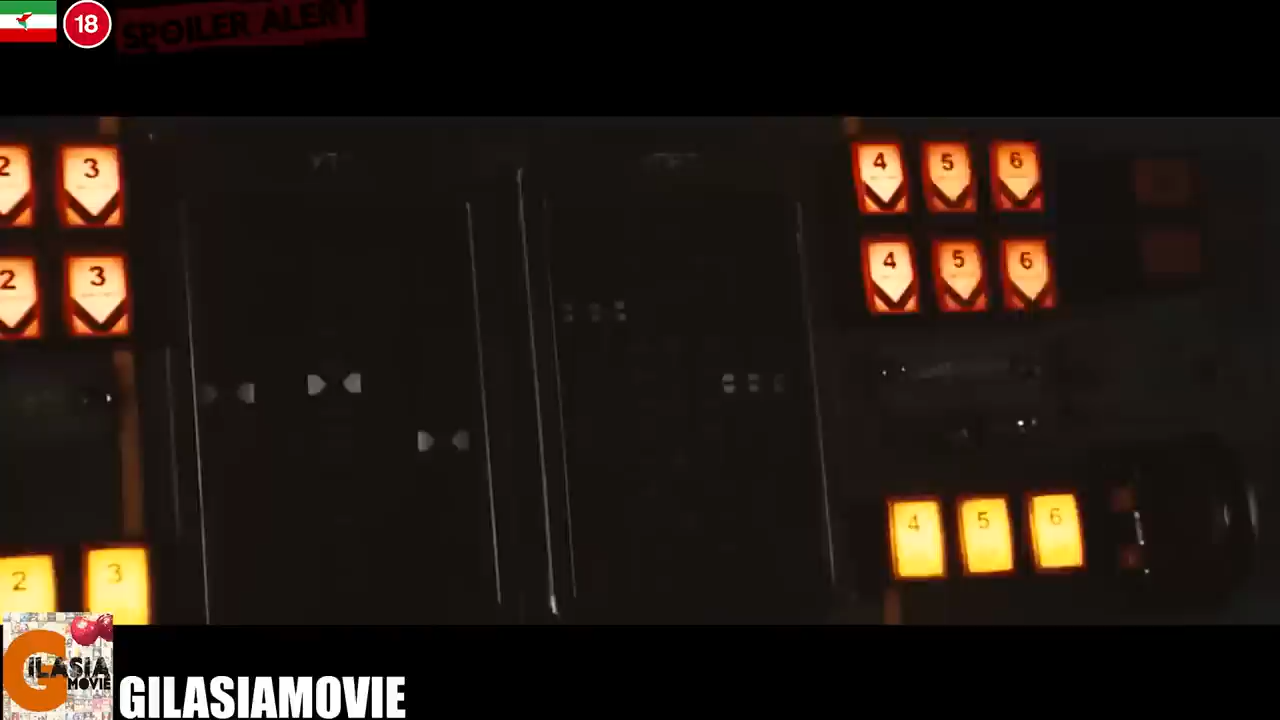 18
SPOILER ALERT
2 3 4 5 6
2 3 4 5 6
2 3 4 5 6
GILASIA
MOVIE
GILASIAMOVIE